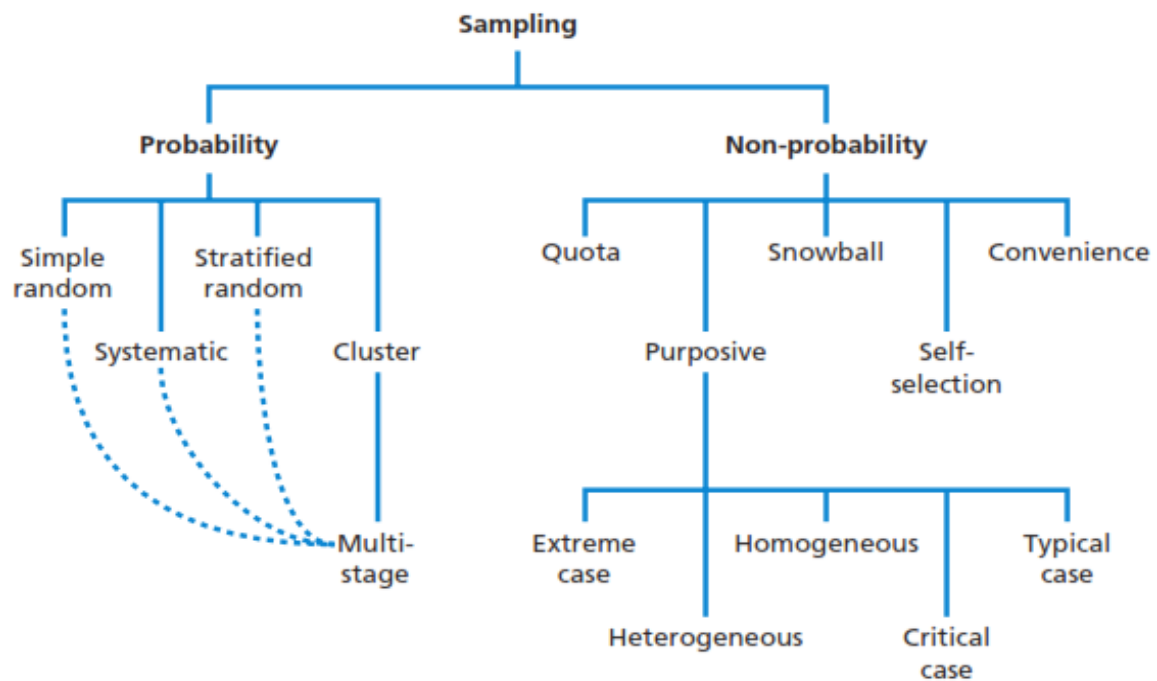 Sampling
Probability
Non-probability
Simple
random
Stratified
random
Systematic
Cluster
Multi-
stage
Quota
Snowball
Convenience
Purposive
Self-
selection
Extreme
case
Homogeneous
Typical
case
Heterogeneous
Critical
case